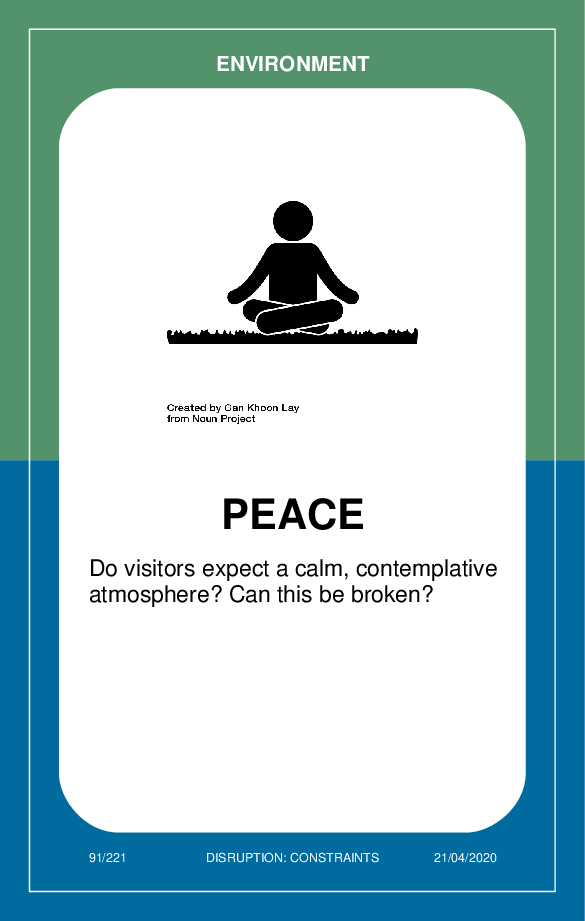 ENVIRONMENT
Created by Gan Khoon Lay
from Noun Project
PEACE
Do visitors expect a calm, contemplative
atmosphere? Can this be broken?
91/221 DISRUPTION: CONSTRAINTS 21/04/2020